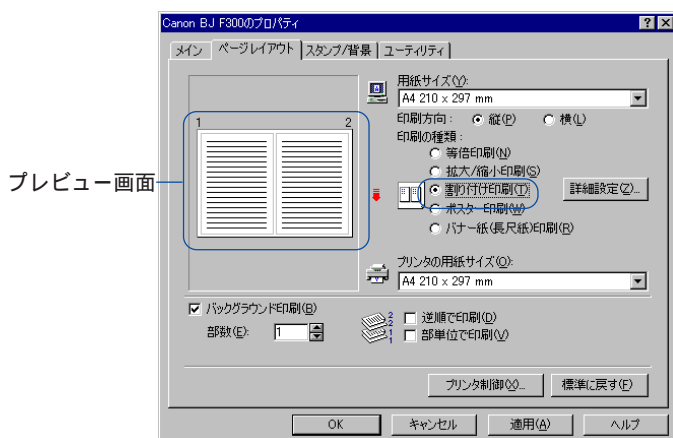 Canon BJ F300のプロパティ
メイン ページレイアウト スタンプ/背景 ユーティリティ
用紙サイズ(Y):
A4 210 x 297 mm
印刷方向: 縦(P) 横(L)
印刷の種類:
等倍印刷(N)
拡大/縮小印刷(S)
割り付け印刷(T) 詳細設定(Z)...
ポスター印刷(W)
バナー紙(長尺紙)印刷(R)
1 2
プレビュー画面
プリンタの用紙サイズ(O):
A4 210 x 297 mm
バックグラウンド印刷(B)
部数(E): 1
逆順で印刷(D)
部単位で印刷(V)
2 2 1 1
プリンタ制御(X)... 標準に戻す(F)
OK キャンセル 適用(A) ヘルプ